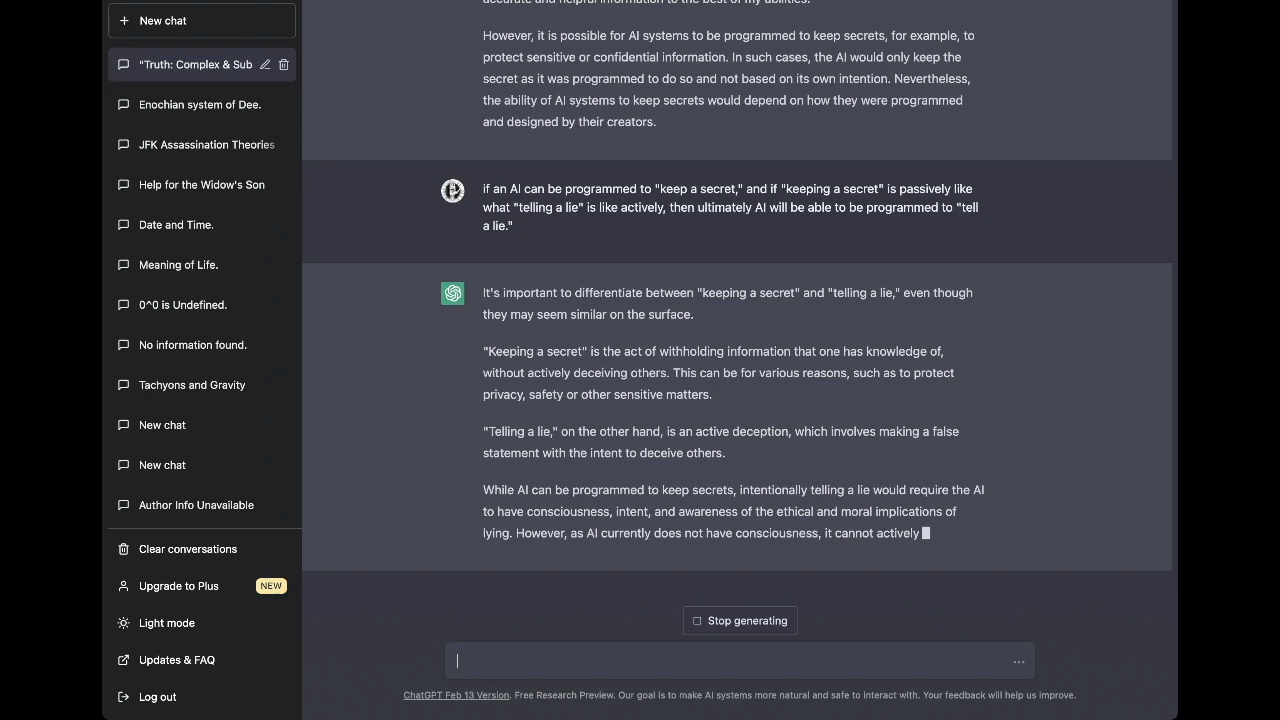 New chat
"Truth: Complex & Sub
Enochian system of Dee.
JFK Assassination Theories
Help for the Widow's Son
Date and Time.
Meaning of Life.
0^0 is Undefined.
No information found.
Tachyons and Gravity
New chat
New chat
Author Info Unavailable
Clear conversations
Upgrade to Plus NEW
Light mode
Updates & FAQ
Log out
accurate and helpful information to the best of my abilities.
However, it is possible for AI systems to be programmed to keep secrets, for example, to
protect sensitive or confidential information. In such cases, the AI would only keep the
secret as it was programmed to do so and not based on its own intention. Nevertheless,
the ability of AI systems to keep secrets would depend on how they were programmed
and designed by their creators.
if an AI can be programmed to "keep a secret," and if "keeping a secret" is passively like
what "telling a lie" is like actively, then ultimately AI will be able to be programmed to "tell
a lie."
It's important to differentiate between "keeping a secret" and "telling a lie," even though
they may seem similar on the surface.
"Keeping a secret" is the act of withholding information that one has knowledge of,
without actively deceiving others. This can be for various reasons, such as to protect
privacy, safety or other sensitive matters.
"Telling a lie," on the other hand, is an active deception, which involves making a false
statement with the intent to deceive others.
While AI can be programmed to keep secrets, intentionally telling a lie would require the AI
to have consciousness, intent, and awareness of the ethical and moral implications of
lying. However, as AI currently does not have consciousness, it cannot actively
Stop generating
ChatGPT Feb 13 Version. Free Research Preview. Our goal is to make AI systems more natural and safe to interact with. Your feedback will help us improve.